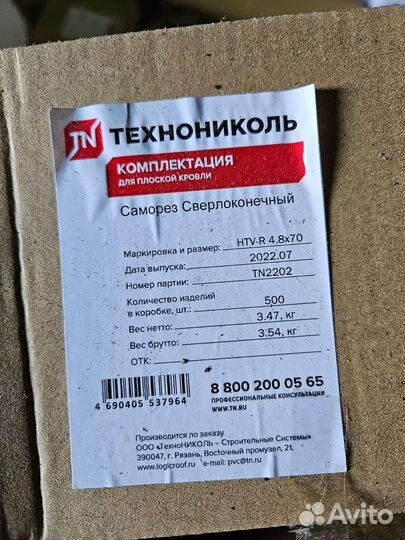 TN ТЕХНОНИКОЛЬ
КОМПЛЕКТАЦИЯ
ДЛЯ ПЛОСКОЙ КРОВЛИ
Саморез Сверлоконечный
Маркировка и размер: HTV-R 4.8x70
Дата выпуска: 2022.07
Номер партии: TN2202
Количество изделий
в коробке, шт.: 500
Вес нетто: 3.47, кг
Вес брутто: 3.54, кг
ОТК:
4 690405 537964
8 800 200 05 65
ПРОФЕССИОНАЛЬНЫЕ КОНСУЛЬТАЦИИ
WWW.TN.RU
Производится по заказу
ООО «ТехноНИКОЛЬ – Строительные Системы»
390047, г. Рязань, Восточный промузел, 21.
www.logicroof.ru e-mail: pvc@tn.ru
Avito